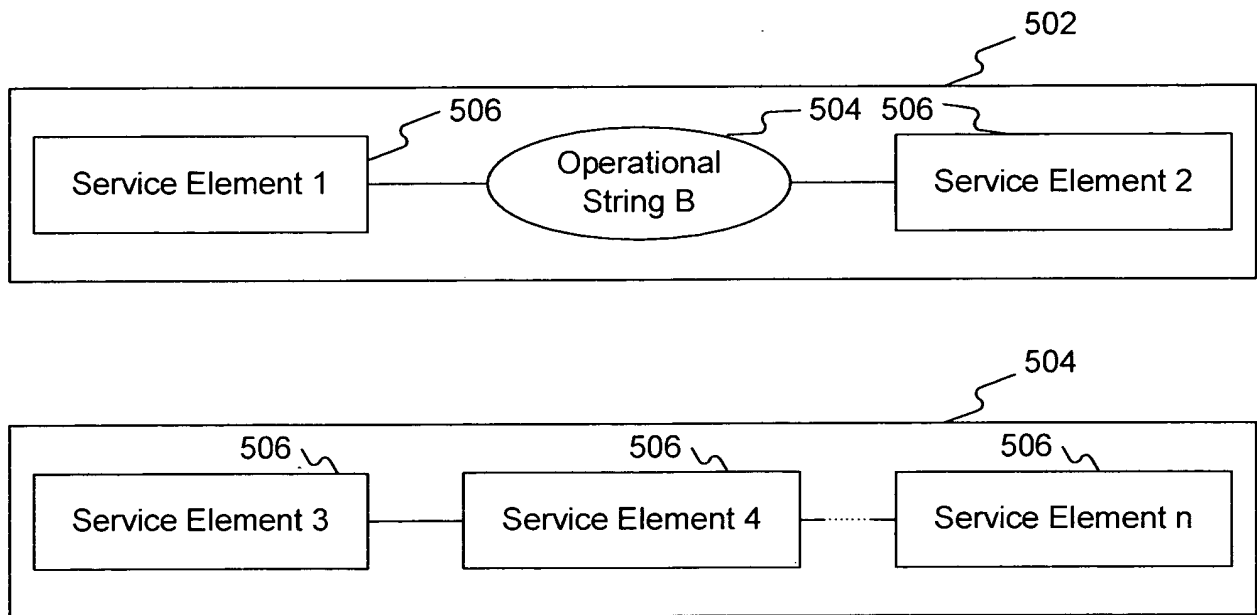 502
506
504 506
Service Element 1
Operational
String B
Service Element 2
504
506
506
506
Service Element 3
Service Element 4
Service Element n